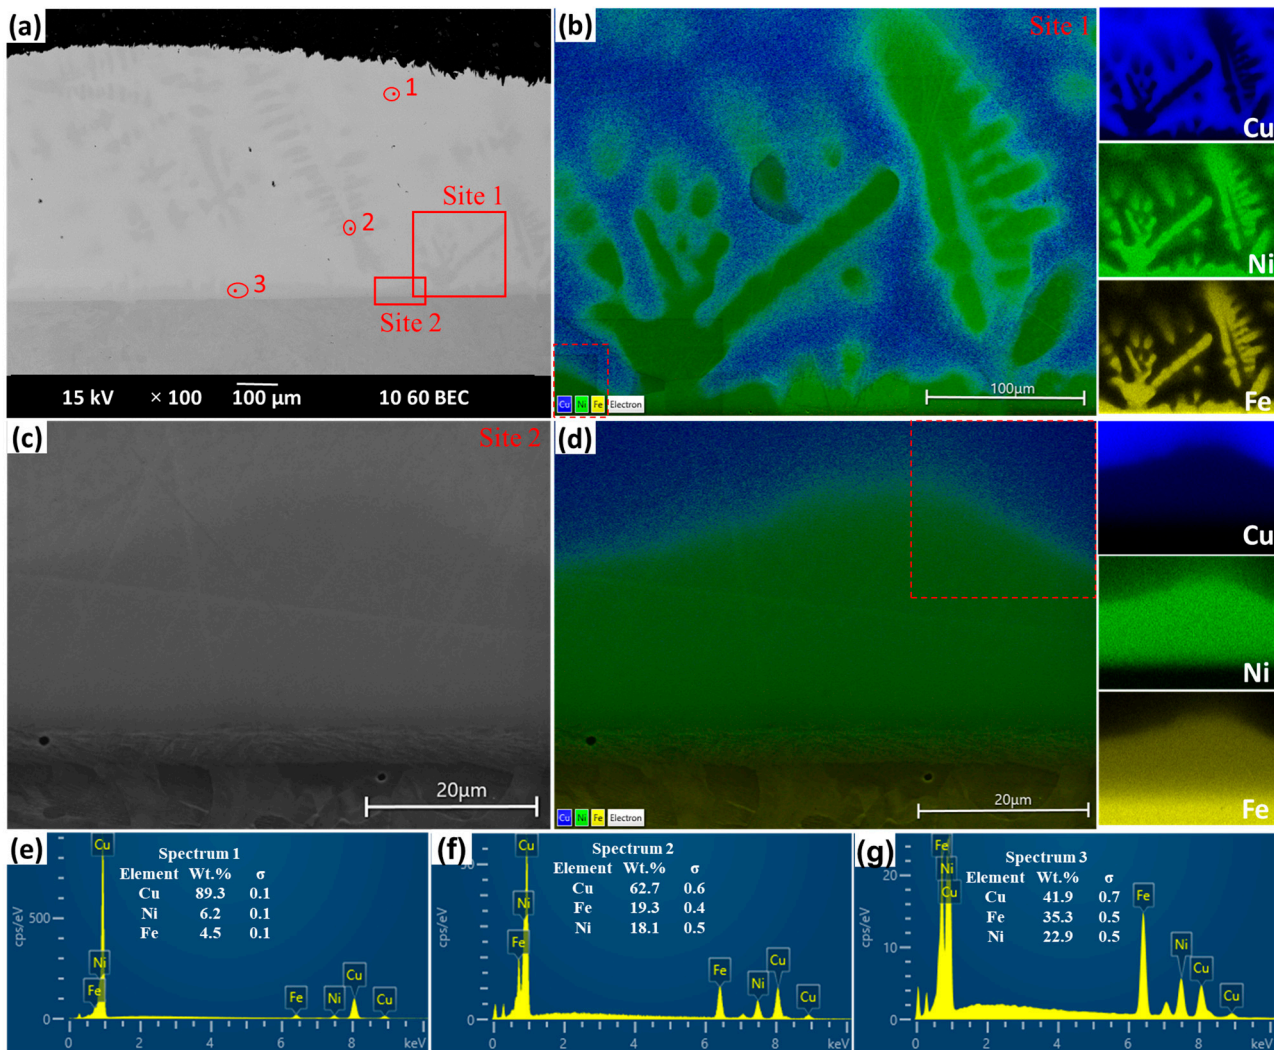 (a)
1
2
3
Site 1
Site 2
15 kV × 100 100 μm 10 60 BEC
(b)
Site 1
Cu Ni Fe Electron
100μm
Cu
Ni
Fe
(c)
Site 2
20μm
(d)
Cu Ni Fe Electron
20μm
Cu
Ni
Fe
(e)
Spectrum 1
Element Wt.% σ
Cu 89.3 0.1
Ni 6.2 0.1
Fe 4.5 0.1
cps/eV
500
0
Cu
Ni
Fe
Fe
Ni
Cu
Cu
0 2 4 6 8 keV
(f)
Spectrum 2
Element Wt.% σ
Cu 62.7 0.6
Fe 19.3 0.4
Ni 18.1 0.5
cps/eV
50
0
Cu
Ni
Fe
Fe
Ni
Cu
Cu
0 2 4 6 8 keV
(g)
Spectrum 3
Element Wt.% σ
Cu 41.9 0.7
Fe 35.3 0.5
Ni 22.9 0.5
cps/eV
20
10
0
Fe
Ni
Cu
Fe
Ni
Cu
Cu
0 2 4 6 8 keV